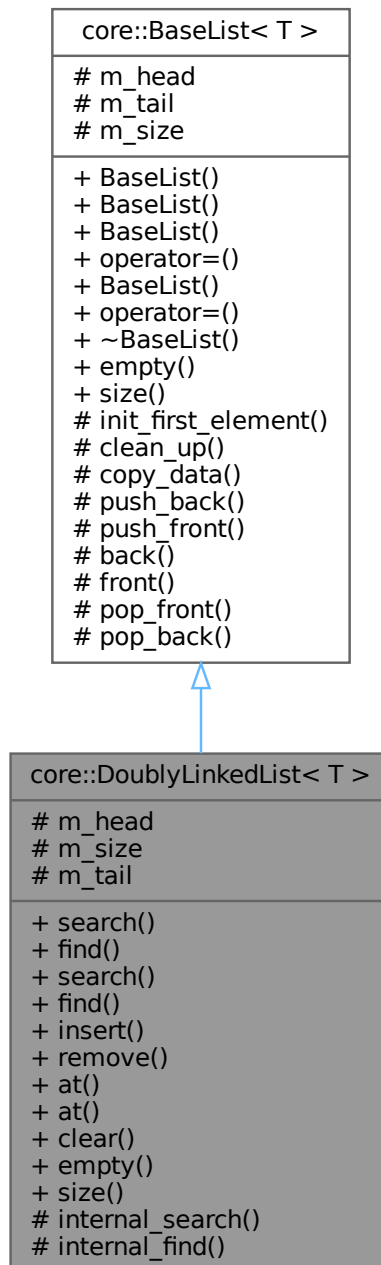 core::BaseList< T >
# m_head
# m_tail
# m_size
+ BaseList()
+ BaseList()
+ BaseList()
+ operator=()
+ BaseList()
+ operator=()
+ ~BaseList()
+ empty()
+ size()
# init_first_element()
# clean_up()
# copy_data()
# push_back()
# push_front()
# back()
# front()
# pop_front()
# pop_back()
core::DoublyLinkedList< T >
# m_head
# m_size
# m_tail
+ search()
+ find()
+ search()
+ find()
+ insert()
+ remove()
+ at()
+ at()
+ clear()
+ empty()
+ size()
# internal_search()
# internal_find()